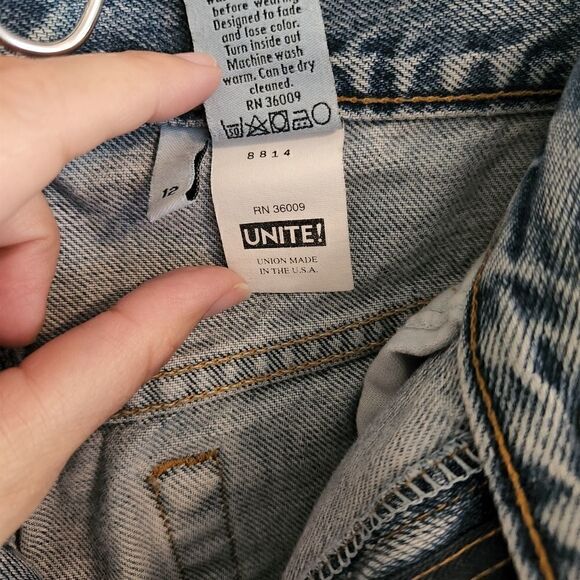 before wearing
Designed to fade
and lose color.
Turn inside out
Machine wash
warm. Can be dry
cleaned.
RN 36009
8814
12
RN 36009
UNITE!
UNION MADE
IN THE U.S.A.